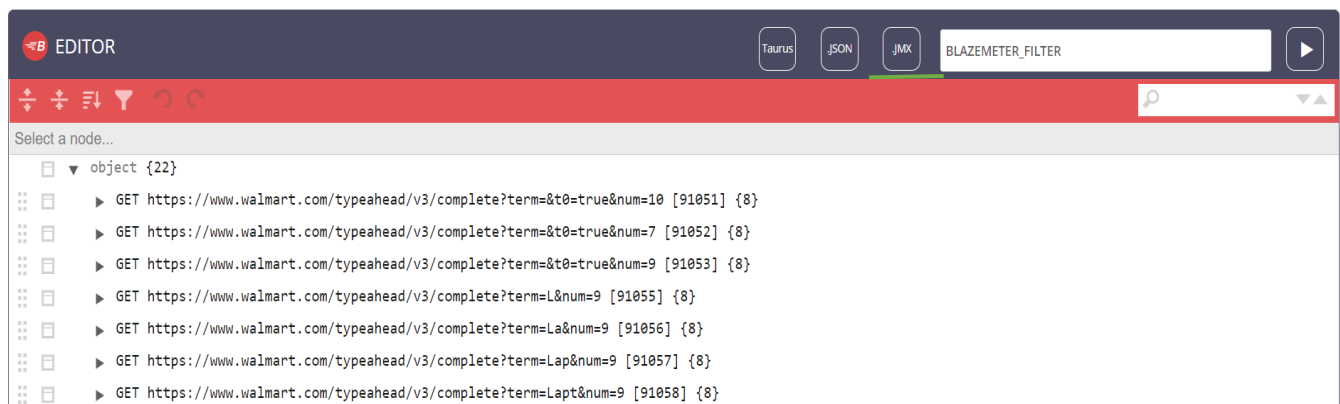 B EDITOR Taurus .JSON .JMX BLAZEMETER_FILTER
Select a node...
object {22}
GET https://www.walmart.com/typeahead/v3/complete?term=&t0=true&num=10 [91051] {8}
GET https://www.walmart.com/typeahead/v3/complete?term=&t0=true&num=7 [91052] {8}
GET https://www.walmart.com/typeahead/v3/complete?term=&t0=true&num=9 [91053] {8}
GET https://www.walmart.com/typeahead/v3/complete?term=L&num=9 [91055] {8}
GET https://www.walmart.com/typeahead/v3/complete?term=La&num=9 [91056] {8}
GET https://www.walmart.com/typeahead/v3/complete?term=Lap&num=9 [91057] {8}
GET https://www.walmart.com/typeahead/v3/complete?term=Lapt&num=9 [91058] {8}